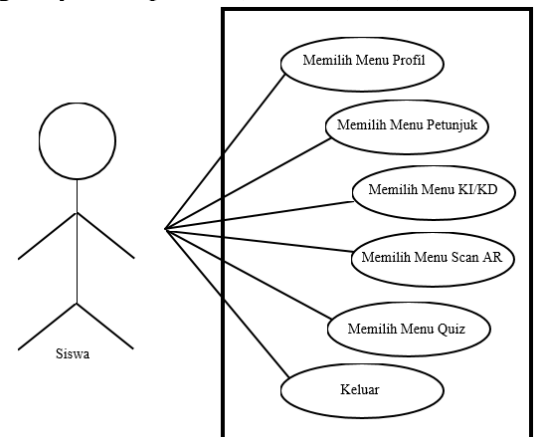 Memilih Menu Profil
Memilih Menu Petunjuk
Memilih Menu KI/KD
Memilih Menu Scan AR
Memilih Menu Quiz
Keluar
Siswa